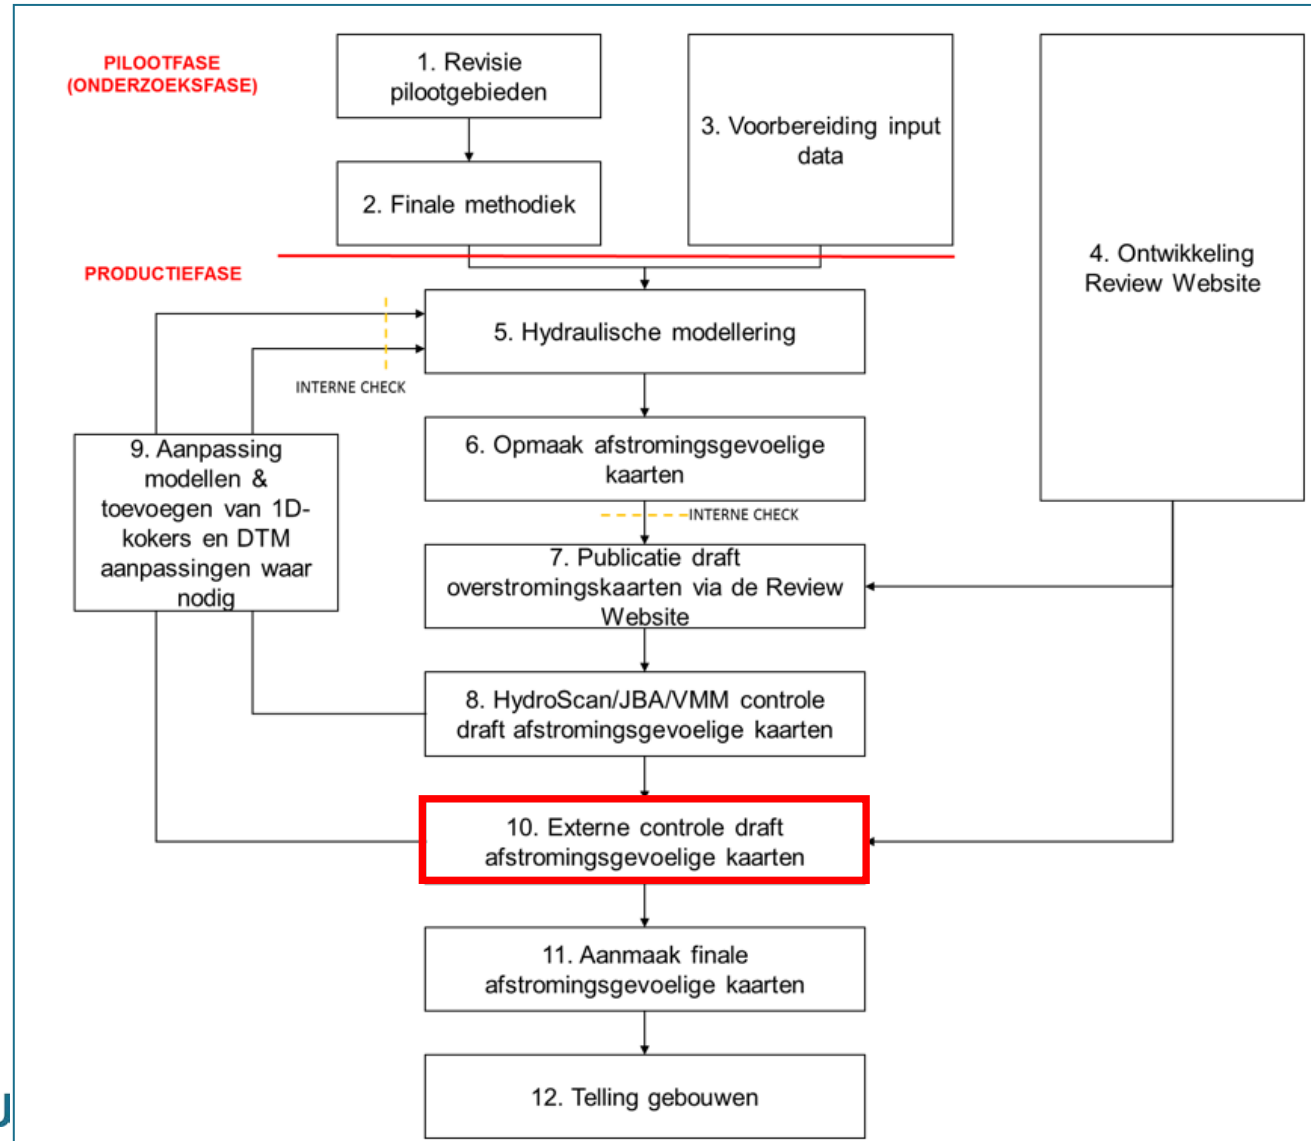 PILOOTFASE
(ONDERZOEKSFASE)
1. Revisie
pilootgebieden
3. Voorbereiding input
data
2. Finale methodiek
4. Ontwikkeling
Review Website
PRODUCTIEFASE
5. Hydraulische modellering
INTERNE CHECK
6. Opmaak afstromingsgevoelige
kaarten
9. Aanpassing
modellen &
toevoegen van 1D-
kokers en DTM
aanpassingen waar
nodig
INTERNE CHECK
7. Publicatie draft
overstromingskaarten via de Review
Website
8. HydroScan/JBA/VMM controle
draft afstromingsgevoelige kaarten
10. Externe controle draft
afstromingsgevoelige kaarten
11. Aanmaak finale
afstromingsgevoelige kaarten
12. Telling gebouwen